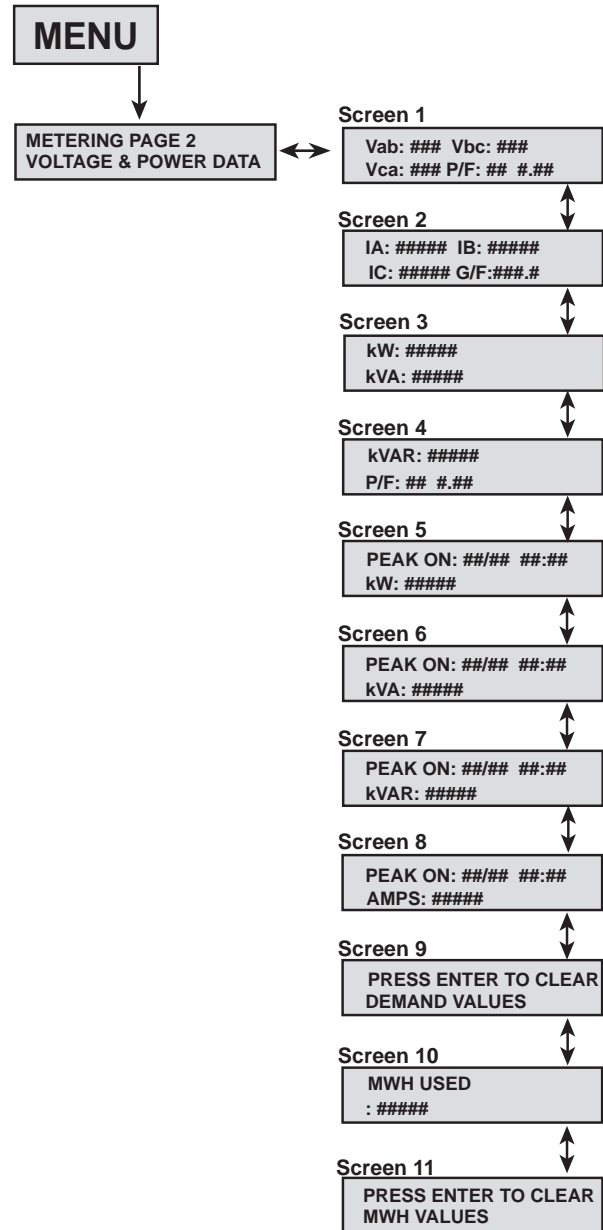 MENU
METERING PAGE 2
VOLTAGE & POWER DATA
Screen 1
Vab: ### Vbc: ###
Vca: ### P/F: ## #.##
Screen 2
IA: ##### IB: #####
IC: ##### G/F:###.#
Screen 3
kW: #####
kVA: #####
Screen 4
kVAR: #####
P/F: ## #.##
Screen 5
PEAK ON: ##/## ##:##
kW: #####
Screen 6
PEAK ON: ##/## ##:##
kVA: #####
Screen 7
PEAK ON: ##/## ##:##
kVAR: #####
Screen 8
PEAK ON: ##/## ##:##
AMPS: #####
Screen 9
PRESS ENTER TO CLEAR
DEMAND VALUES
Screen 10
MWH USED
: #####
Screen 11
PRESS ENTER TO CLEAR
MWH VALUES